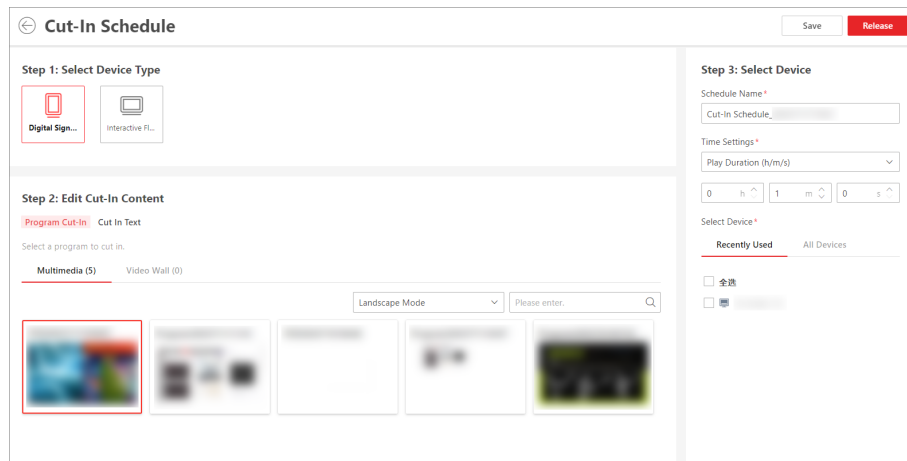 Cut-In Schedule
Save
Release
Step 1: Select Device Type
Digital Sign...
Interactive Fl...
Step 2: Edit Cut-In Content
Program Cut-In
Cut In Text
Select a program to cut in.
Multimedia (5)
Video Wall (0)
Landscape Mode
Please enter.
Step 3: Select Device
Schedule Name*
Cut-In Schedule_
Time Settings*
Play Duration (h/m/s)
0 h 1 m 0 s
Select Device*
Recently Used
All Devices
全选